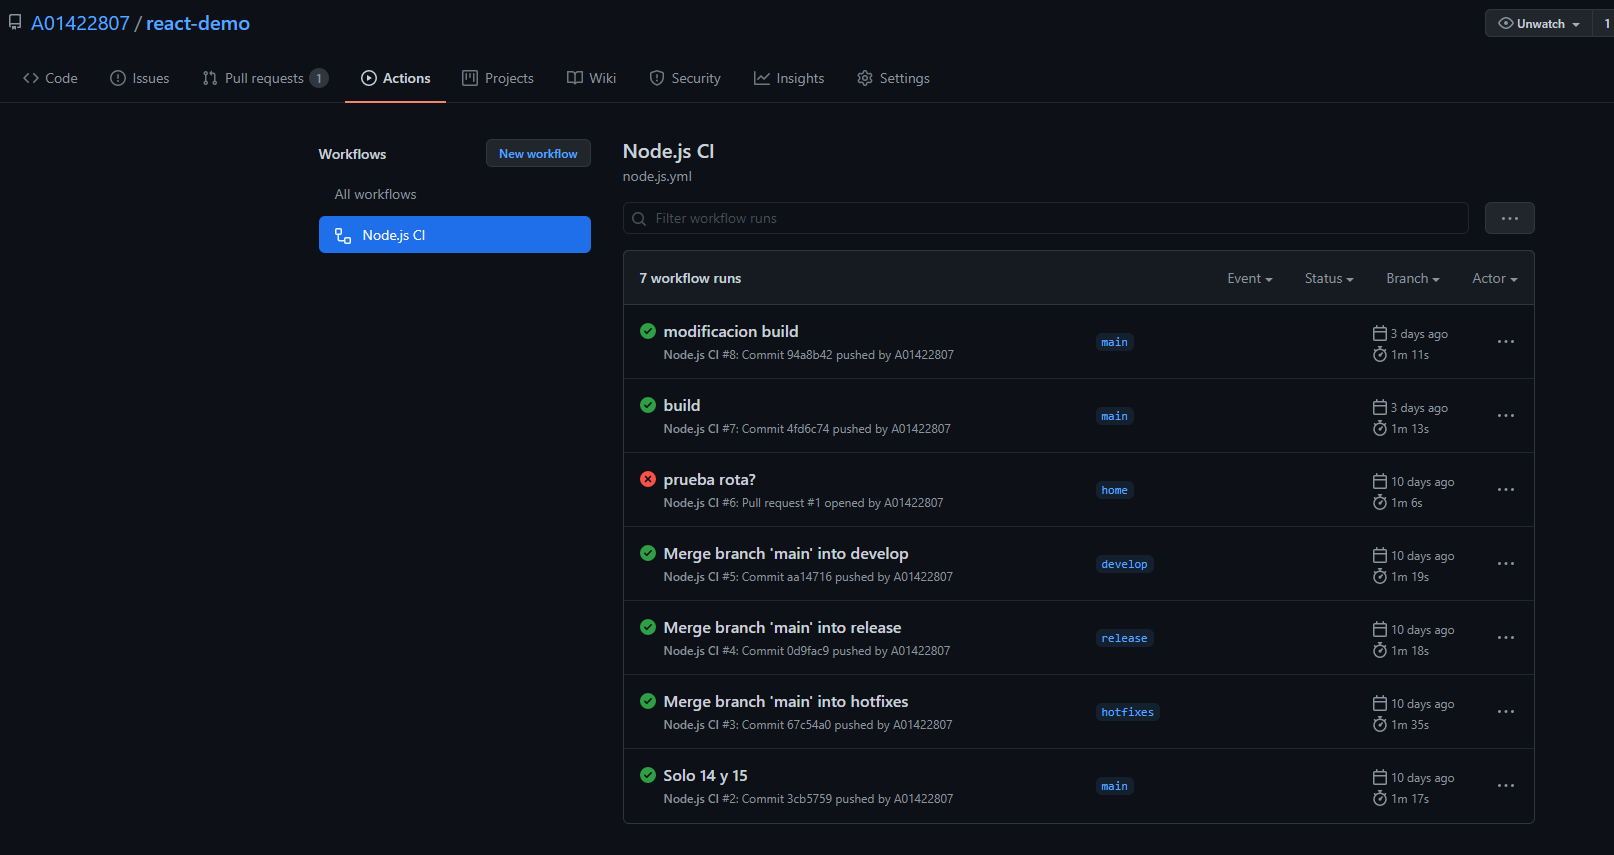 A01422807 / react-demo
Unwatch 1
Code Issues Pull requests 1 Actions Projects Wiki Security Insights Settings
Workflows
New workflow
All workflows
Node.js CI
Node.js CI
node.js.yml
Filter workflow runs
7 workflow runs Event Status Branch Actor
modificacion build
Node.js CI #8: Commit 94a8b42 pushed by A01422807
main
3 days ago
1m 11s
build
Node.js CI #7: Commit 4fd6c74 pushed by A01422807
main
3 days ago
1m 13s
prueba rota?
Node.js CI #6: Pull request #1 opened by A01422807
home
10 days ago
1m 6s
Merge branch 'main' into develop
Node.js CI #5: Commit aa14716 pushed by A01422807
develop
10 days ago
1m 19s
Merge branch 'main' into release
Node.js CI #4: Commit 0d9fac9 pushed by A01422807
release
10 days ago
1m 18s
Merge branch 'main' into hotfixes
Node.js CI #3: Commit 67c54a0 pushed by A01422807
hotfixes
10 days ago
1m 35s
Solo 14 y 15
Node.js CI #2: Commit 3cb5759 pushed by A01422807
main
10 days ago
1m 17s